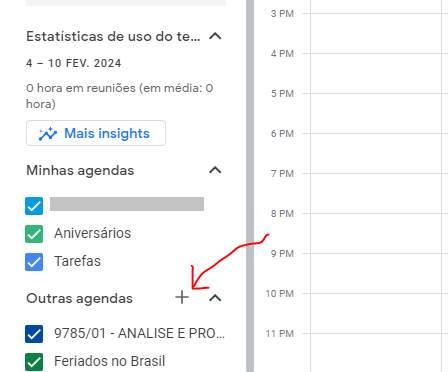 Estatísticas de uso do te...
4 – 10 FEV. 2024
0 hora em reuniões (em média: 0
hora)
Mais insights
Minhas agendas
Aniversários
Tarefas
Outras agendas
9785/01 - ANALISE E PRO...
Feriados no Brasil
3 PM
4 PM
5 PM
6 PM
7 PM
8 PM
9 PM
10 PM
11 PM